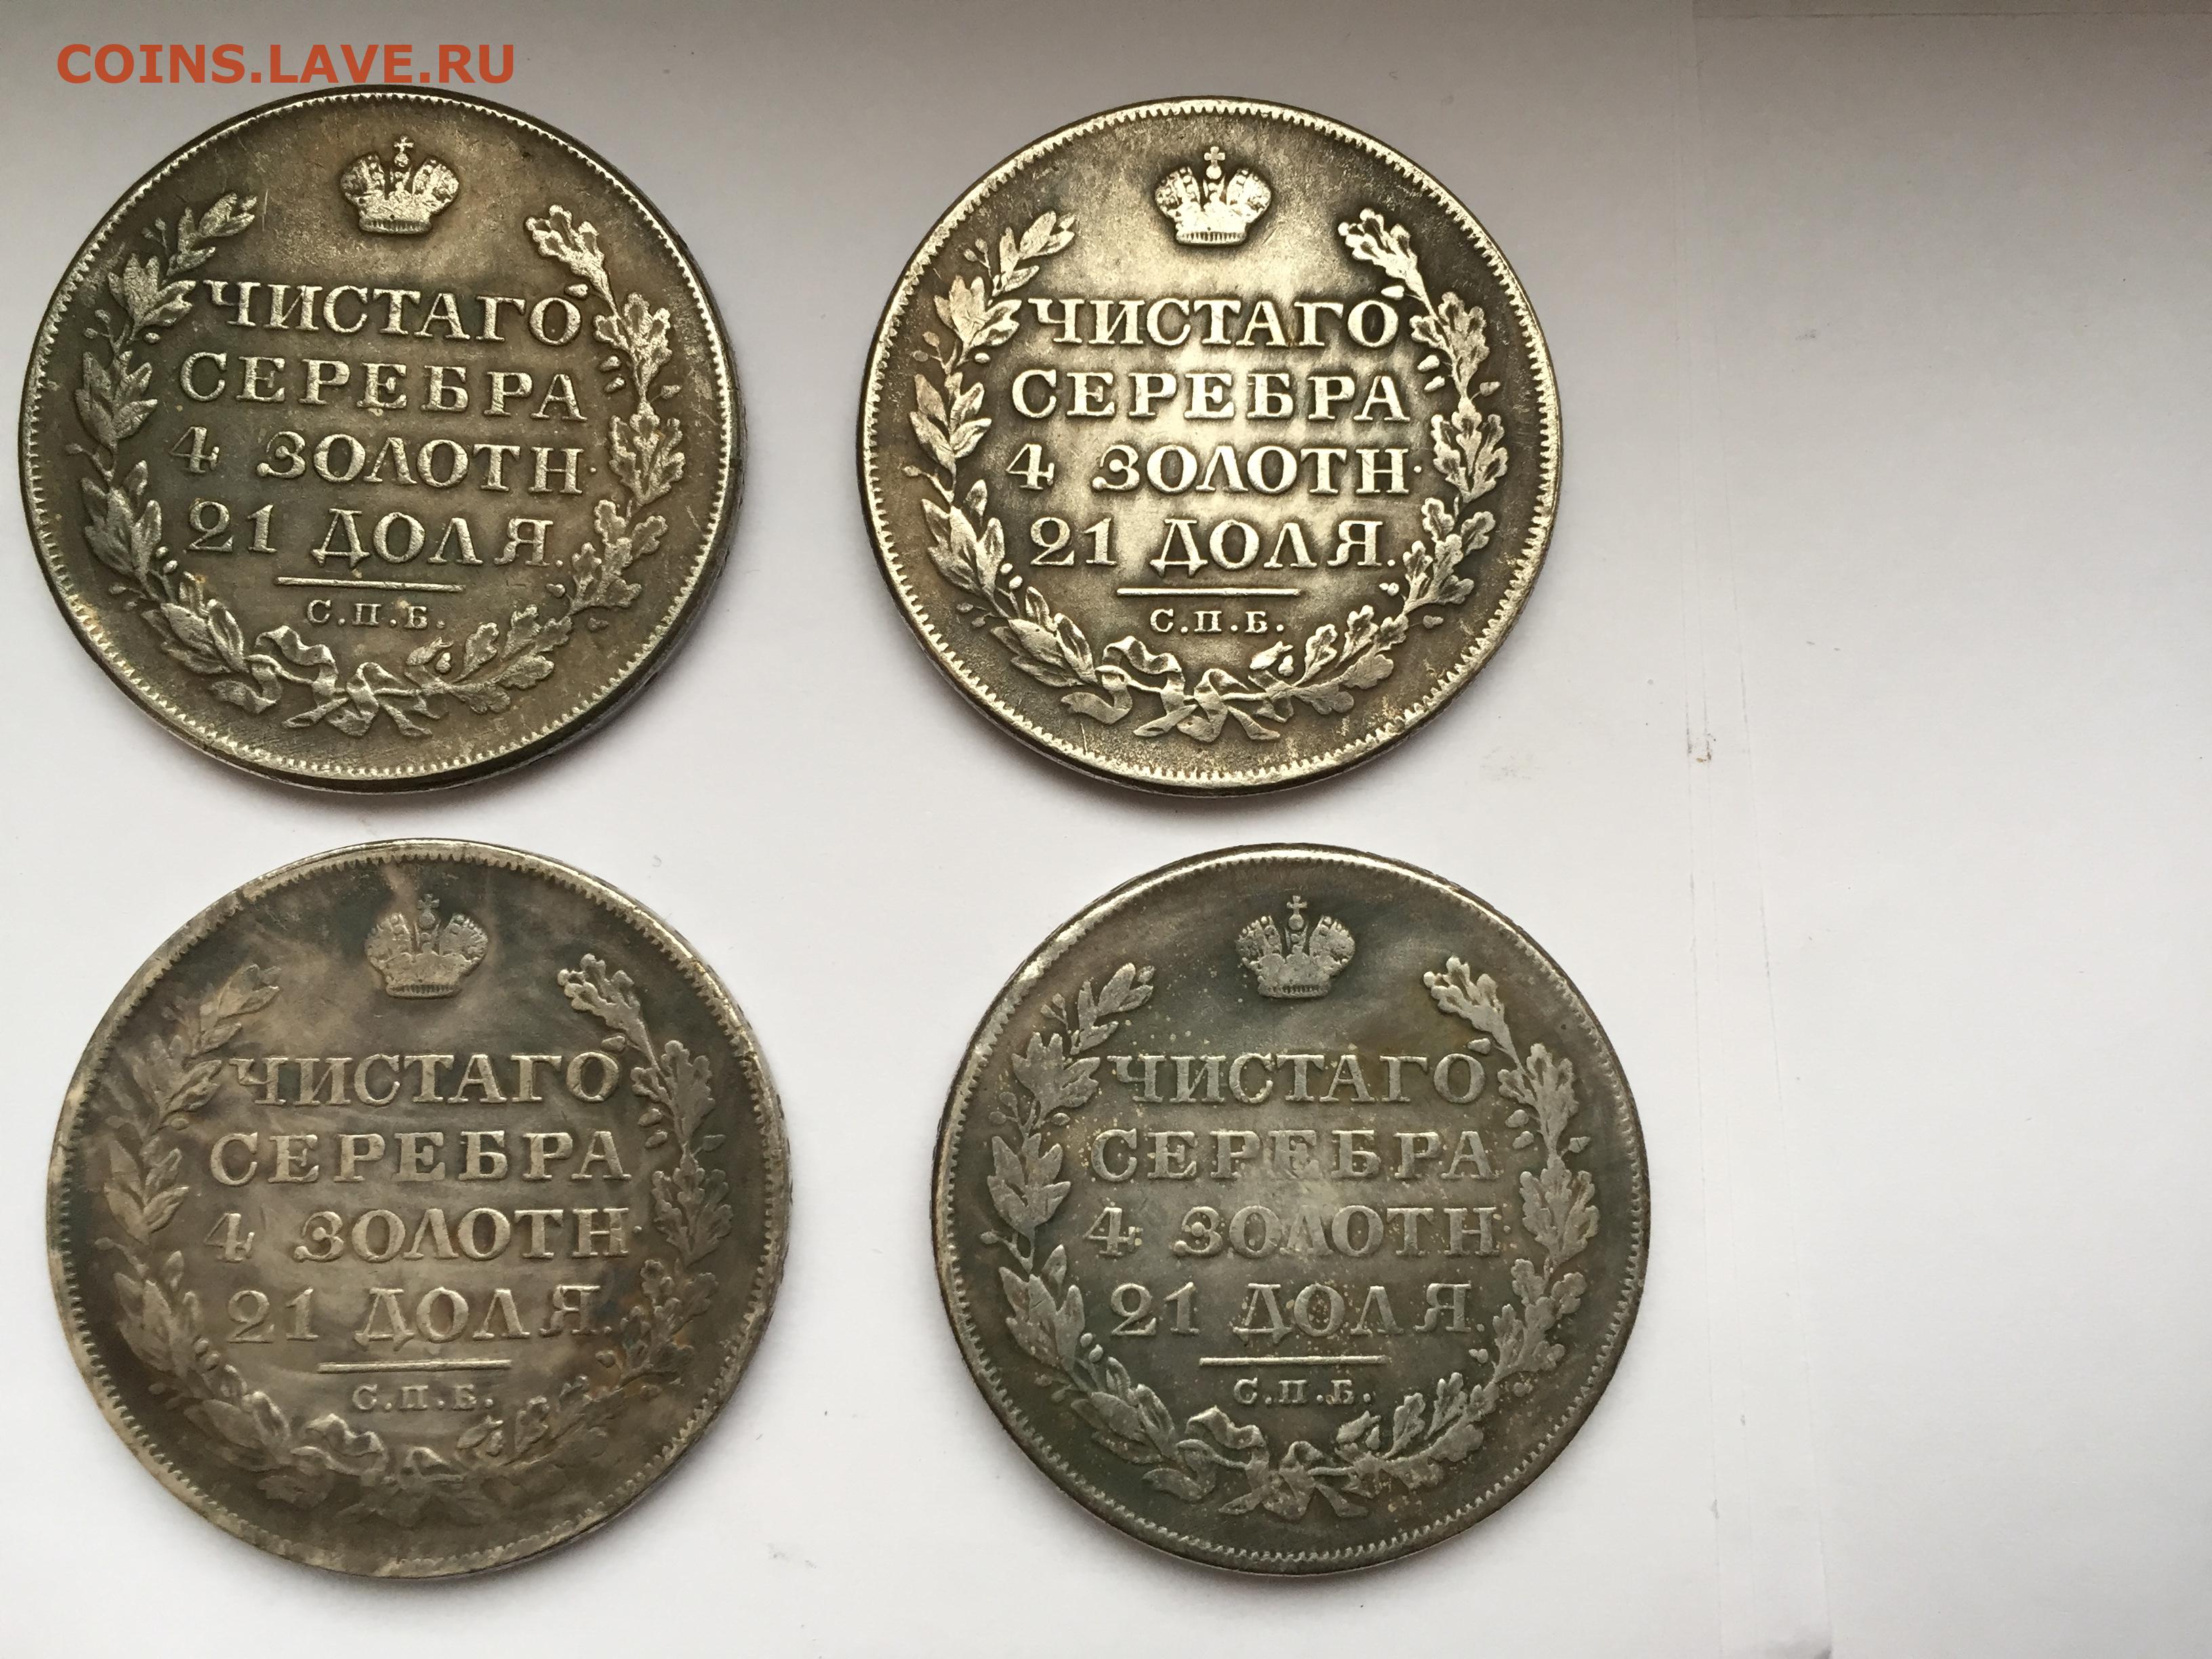 COINS.LAVE.RU
ЧИСТАГО
СЕРЕБРА
4 ЗОЛОТН.
21 ДОЛЯ.
С.П.Б.
ЧИСТАГО
СЕРЕБРА
4 ЗОЛОТН.
21 ДОЛЯ.
С.П.Б.
ЧИСТАГО
СЕРЕБРА
4 ЗОЛОТН.
21 ДОЛЯ.
С.П.Б.
ЧИСТАГО
СЕРЕБРА
4 ЗОЛОТН.
21 ДОЛЯ.
С.П.Б.